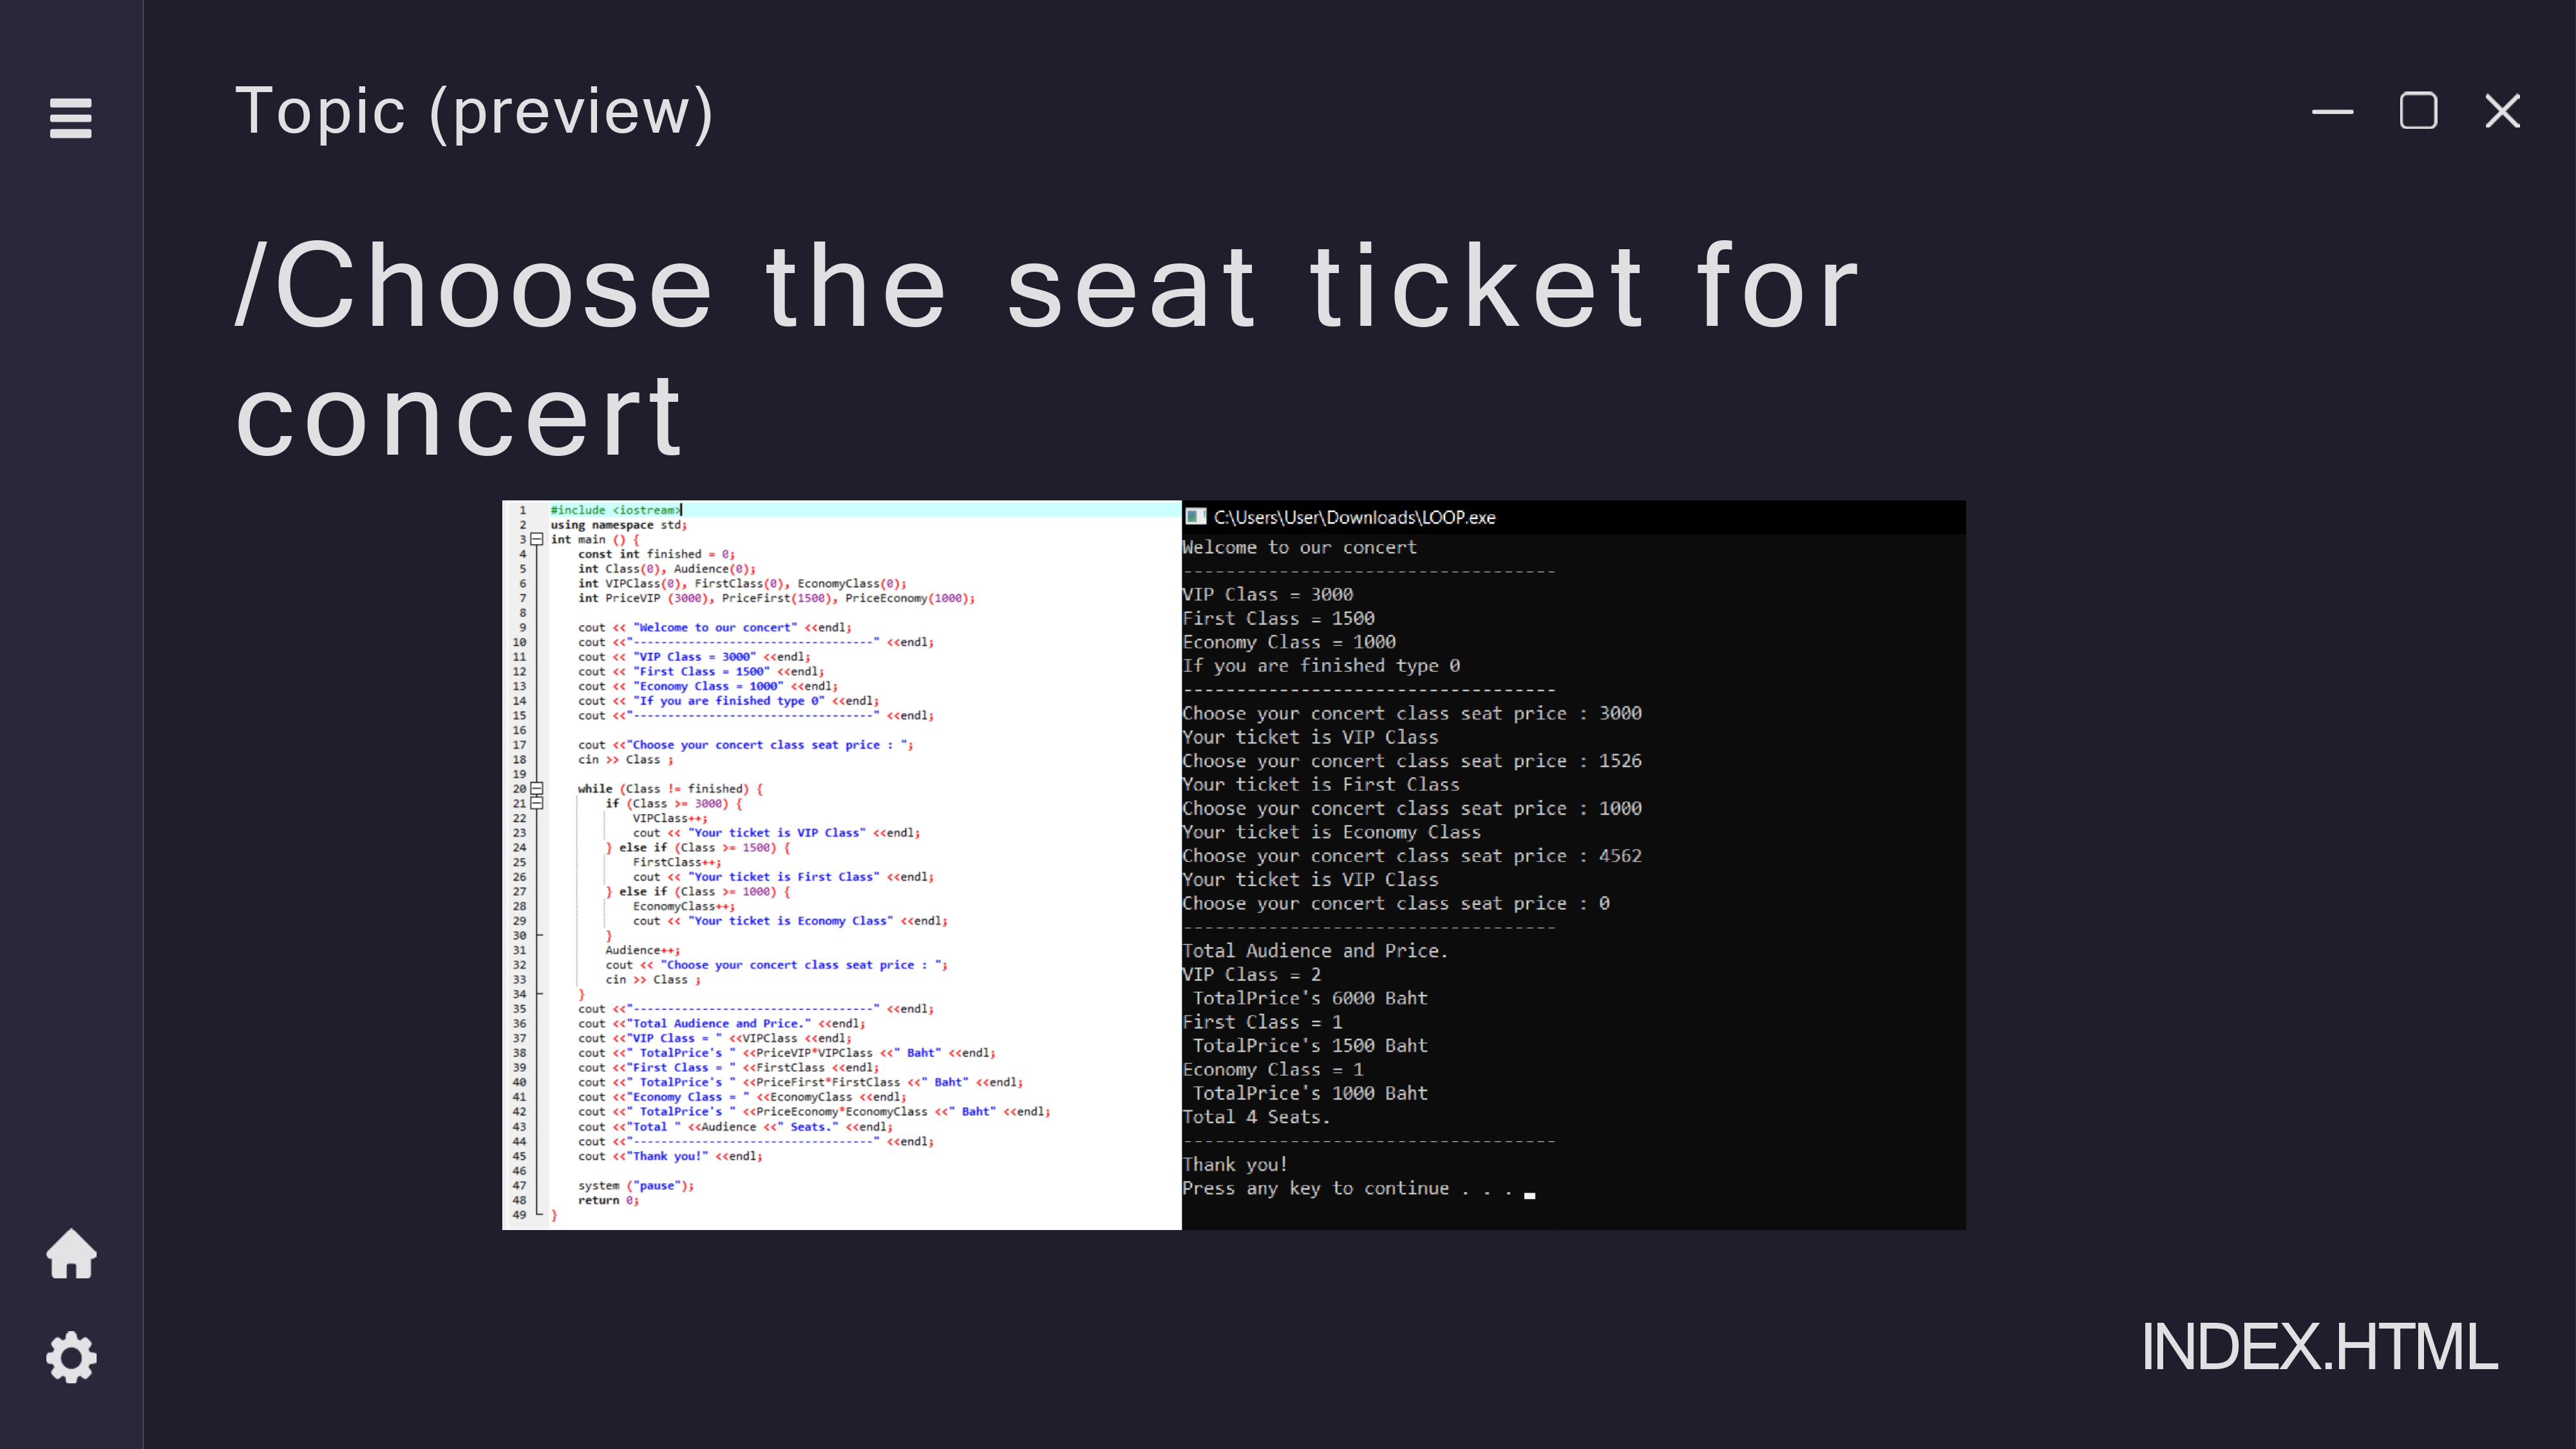 Topic (preview)
/Choose the seat ticket for
concert
1 #include <iostream>
2 using namespace std;
3 int main () {
4 const int finished = 0;
5 int Class(0), Audience(0);
6 int VIPClass(0), FirstClass(0), EconomyClass(0);
7 int PriceVIP (3000), PriceFirst(1500), PriceEconomy(1000);
8
9 cout << "Welcome to our concert" <<endl;
10 cout <<"-----------------------------------" <<endl;
11 cout << "VIP Class = 3000" <<endl;
12 cout << "First Class = 1500" <<endl;
13 cout << "Economy Class = 1000" <<endl;
14 cout << "If you are finished type 0" <<endl;
15 cout <<"-----------------------------------" <<endl;
16
17 cout <<"Choose your concert class seat price : ";
18 cin >> Class ;
19
20 while (Class != finished) {
21 if (Class >= 3000) {
22 VIPClass++;
23 cout << "Your ticket is VIP Class" <<endl;
24 } else if (Class >= 1500) {
25 FirstClass++;
26 cout << "Your ticket is First Class" <<endl;
27 } else if (Class >= 1000) {
28 EconomyClass++;
29 cout << "Your ticket is Economy Class" <<endl;
30 }
31 Audience++;
32 cout << "Choose your concert class seat price : ";
33 cin >> Class ;
34 }
35 cout <<"-----------------------------------" <<endl;
36 cout <<"Total Audience and Price." <<endl;
37 cout <<"VIP Class = " <<VIPClass <<endl;
38 cout <<" TotalPrice's " <<PriceVIP*VIPClass <<" Baht" <<endl;
39 cout <<"First Class = " <<FirstClass <<endl;
40 cout <<" TotalPrice's " <<PriceFirst*FirstClass <<" Baht" <<endl;
41 cout <<"Economy Class = " <<EconomyClass <<endl;
42 cout <<" TotalPrice's " <<PriceEconomy*EconomyClass <<" Baht" <<endl;
43 cout <<"Total " <<Audience <<" Seats." <<endl;
44 cout <<"-----------------------------------" <<endl;
45 cout <<"Thank you!" <<endl;
46
47 system ("pause");
48 return 0;
49 }
C:\Users\User\Downloads\LOOP.exe
Welcome to our concert
-----------------------------------
VIP Class = 3000
First Class = 1500
Economy Class = 1000
If you are finished type 0
-----------------------------------
Choose your concert class seat price : 3000
Your ticket is VIP Class
Choose your concert class seat price : 1526
Your ticket is First Class
Choose your concert class seat price : 1000
Your ticket is Economy Class
Choose your concert class seat price : 4562
Your ticket is VIP Class
Choose your concert class seat price : 0
-----------------------------------
Total Audience and Price.
VIP Class = 2
 TotalPrice's 6000 Baht
First Class = 1
 TotalPrice's 1500 Baht
Economy Class = 1
 TotalPrice's 1000 Baht
Total 4 Seats.
-----------------------------------
Thank you!
Press any key to continue . . .
INDEX.HTML